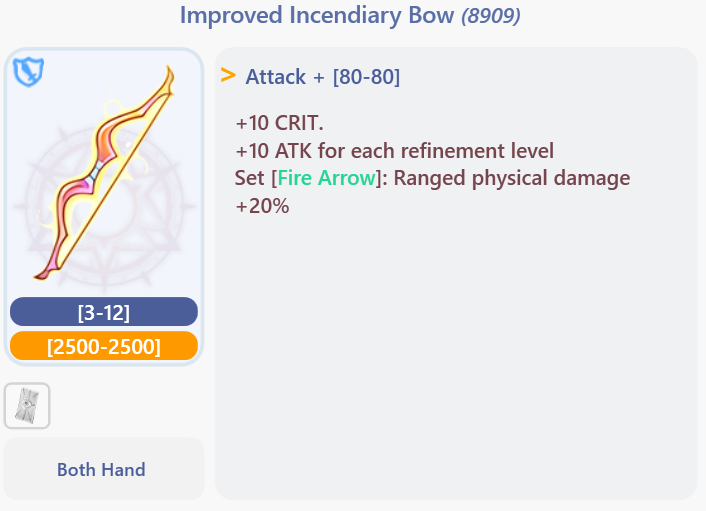 Improved Incendiary Bow (8909)
> Attack + [80-80]
+10 CRIT.
+10 ATK for each refinement level
Set [Fire Arrow]: Ranged physical damage
+20%
[3-12]
[2500-2500]
Both Hand